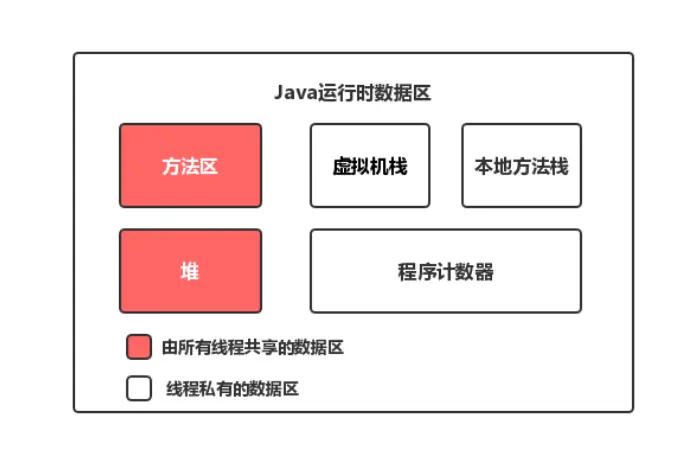 Java运行时数据区
方法区
虚拟机栈
本地方法栈
堆
程序计数器
由所有线程共享的数据区
线程私有的数据区